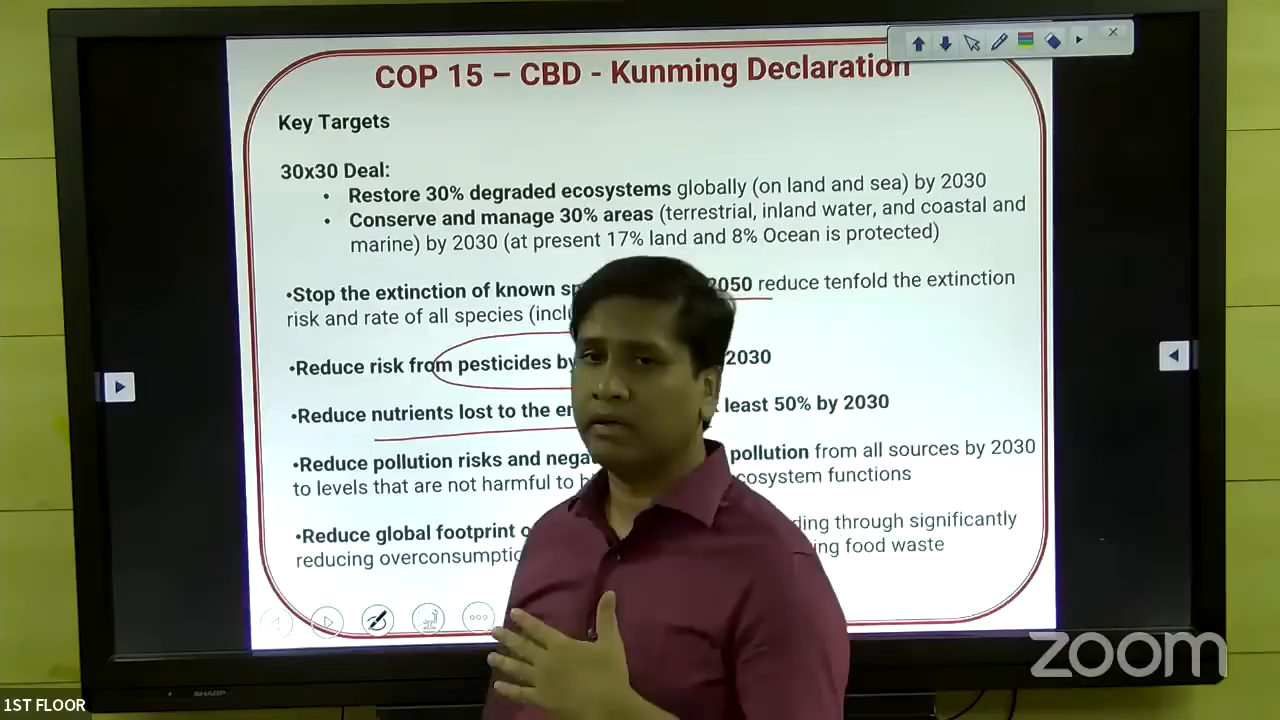 COP 15 – CBD - Kunming Declaration
Key Targets
30x30 Deal:
• Restore 30% degraded ecosystems globally (on land and sea) by 2030
• Conserve and manage 30% areas (terrestrial, inland water, and coastal and
marine) by 2030 (at present 17% land and 8% Ocean is protected)
•Stop the extinction of known 2050 reduce tenfold the extinction
risk and rate of all species
•Reduce risk from pesticides by 2030
•Reduce nutrients lost to the least 50% by 2030
•Reduce pollution risks and pollution from all sources by 2030
to levels that are not harmful to ecosystem functions
•Reduce global footprint through significantly
reducing food waste
SHARP
zoom
1ST FLOOR